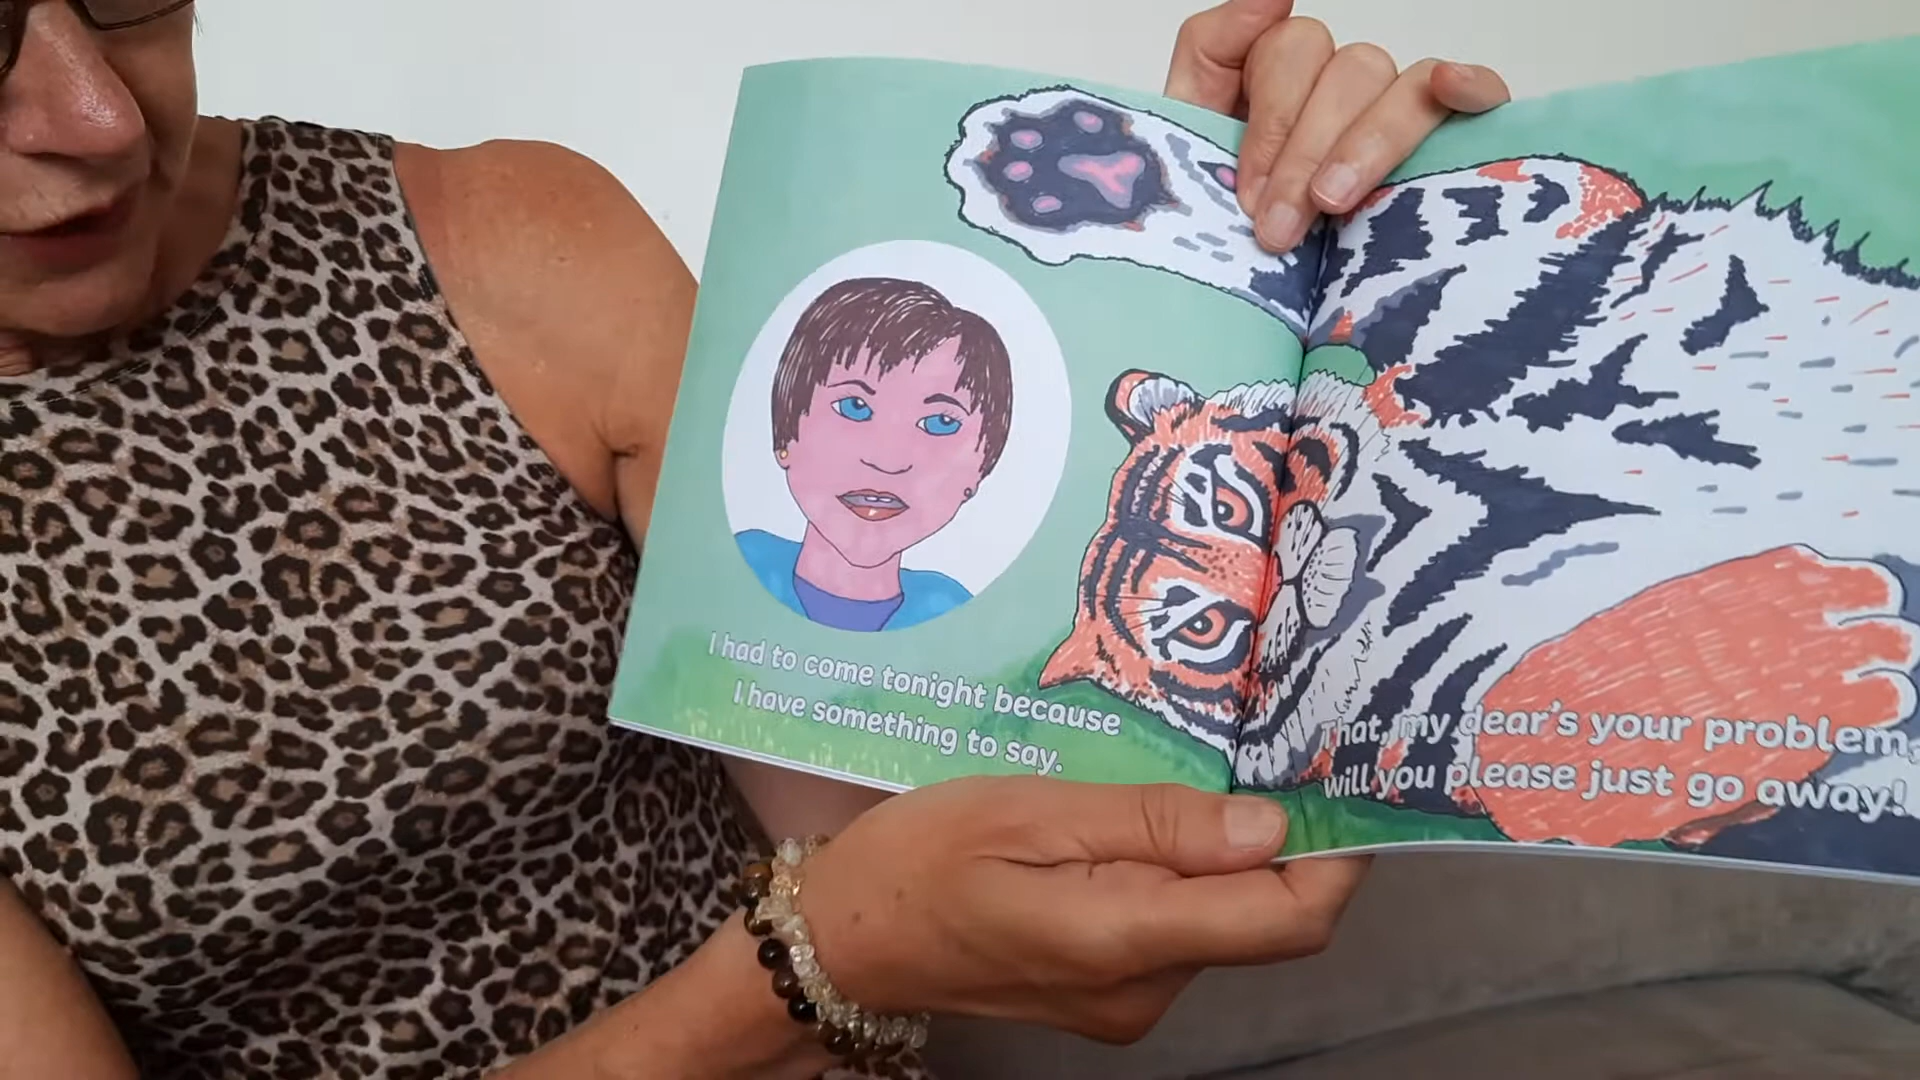 I had to come tonight because
I have something to say.
That, my dear's your problem,
will you please just go away!